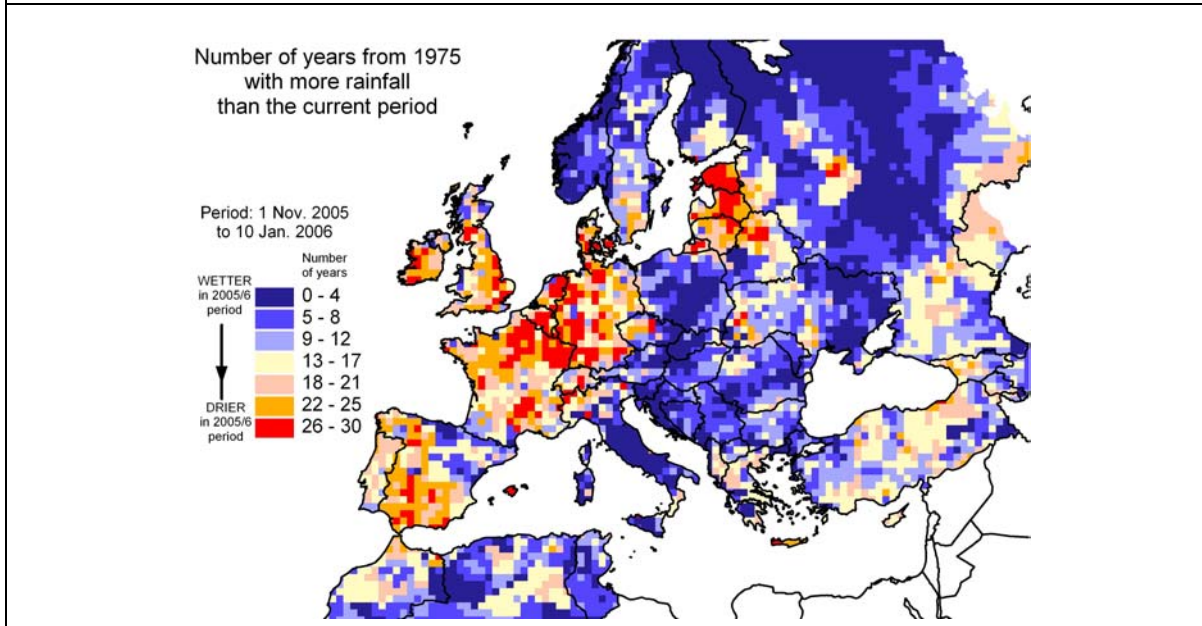 Number of years from 1975
with more rainfall
than the current period
Period: 1 Nov. 2005
to 10 Jan. 2006
Number
of years
WETTER
in 2005/6
period
0 - 4
5 - 8
9 - 12
13 - 17
18 - 21
22 - 25
26 - 30
DRIER
in 2005/6
period